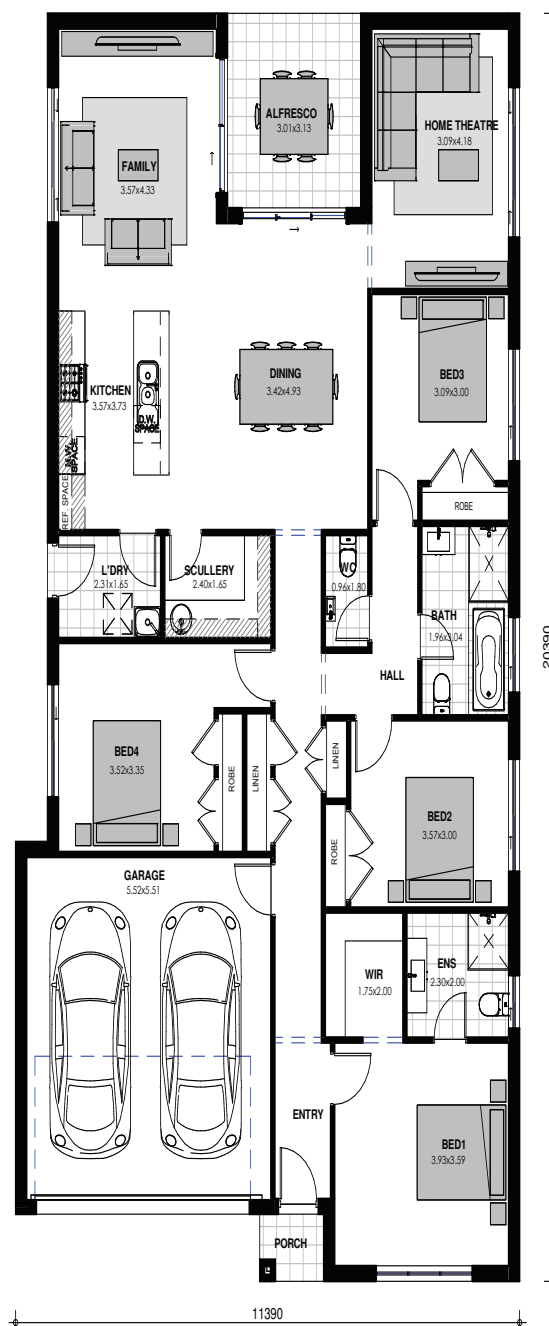 ALFRESCO
3.01x3.13
HOME THEATRE
3.09x4.18
FAMILY
3.57x4.33
KITCHEN
3.57x3.73
D.W.
SPACE
M.W.
SPACE
REF. SPACE
DINING
3.42x4.93
BED3
3.09x3.00
ROBE
L'DRY
2.31x1.65
SCULLERY
2.40x1.65
WC
0.96x1.80
BATH
1.96x3.04
HALL
20390
BED4
3.52x3.35
ROBE
LINEN
LINEN
BED2
3.57x3.00
ROBE
GARAGE
5.52x5.51
WIR
1.75x2.00
ENS
2.30x2.00
ENTRY
BED1
3.93x3.59
PORCH
11390